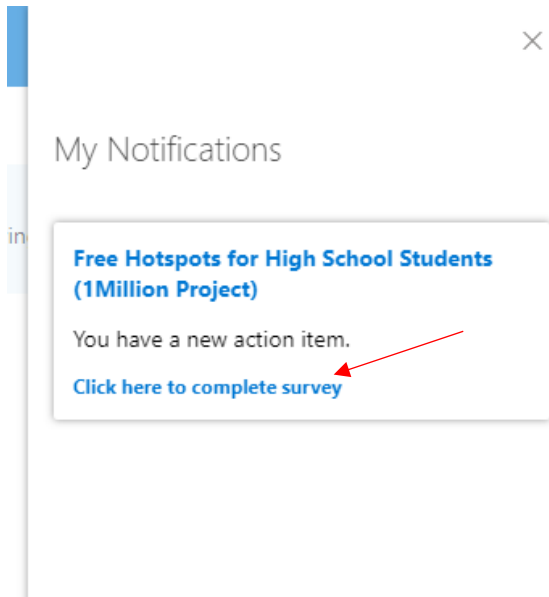 My Notifications
in
Free Hotspots for High School Students
(1Million Project)
You have a new action item.
Click here to complete survey